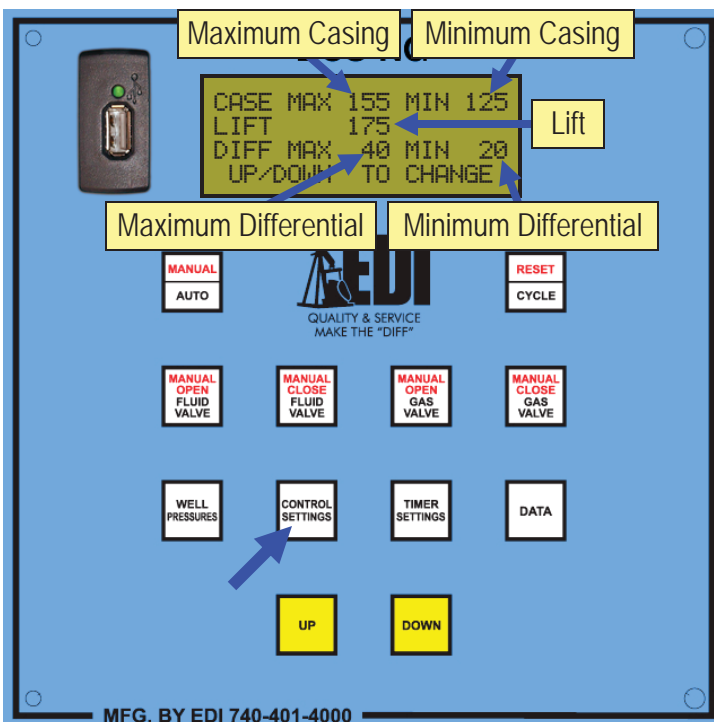 Maximum Casing Minimum Casing
CASE MAX 155 MIN 125
LIFT 175
Lift
DIFF MAX 40 MIN 20
UP/DOWN TO CHANGE
Maximum Differential Minimum Differential
MANUAL
AUTO
EDI
QUALITY & SERVICE
MAKE THE "DIFF"
RESET
CYCLE
MANUAL
OPEN
FLUID
VALVE
MANUAL
CLOSE
FLUID
VALVE
MANUAL
OPEN
GAS
VALVE
MANUAL
CLOSE
GAS
VALVE
WELL
PRESSURES
CONTROL
SETTINGS
TIMER
SETTINGS
DATA
UP
DOWN
MFG. BY EDI 740-401-4000